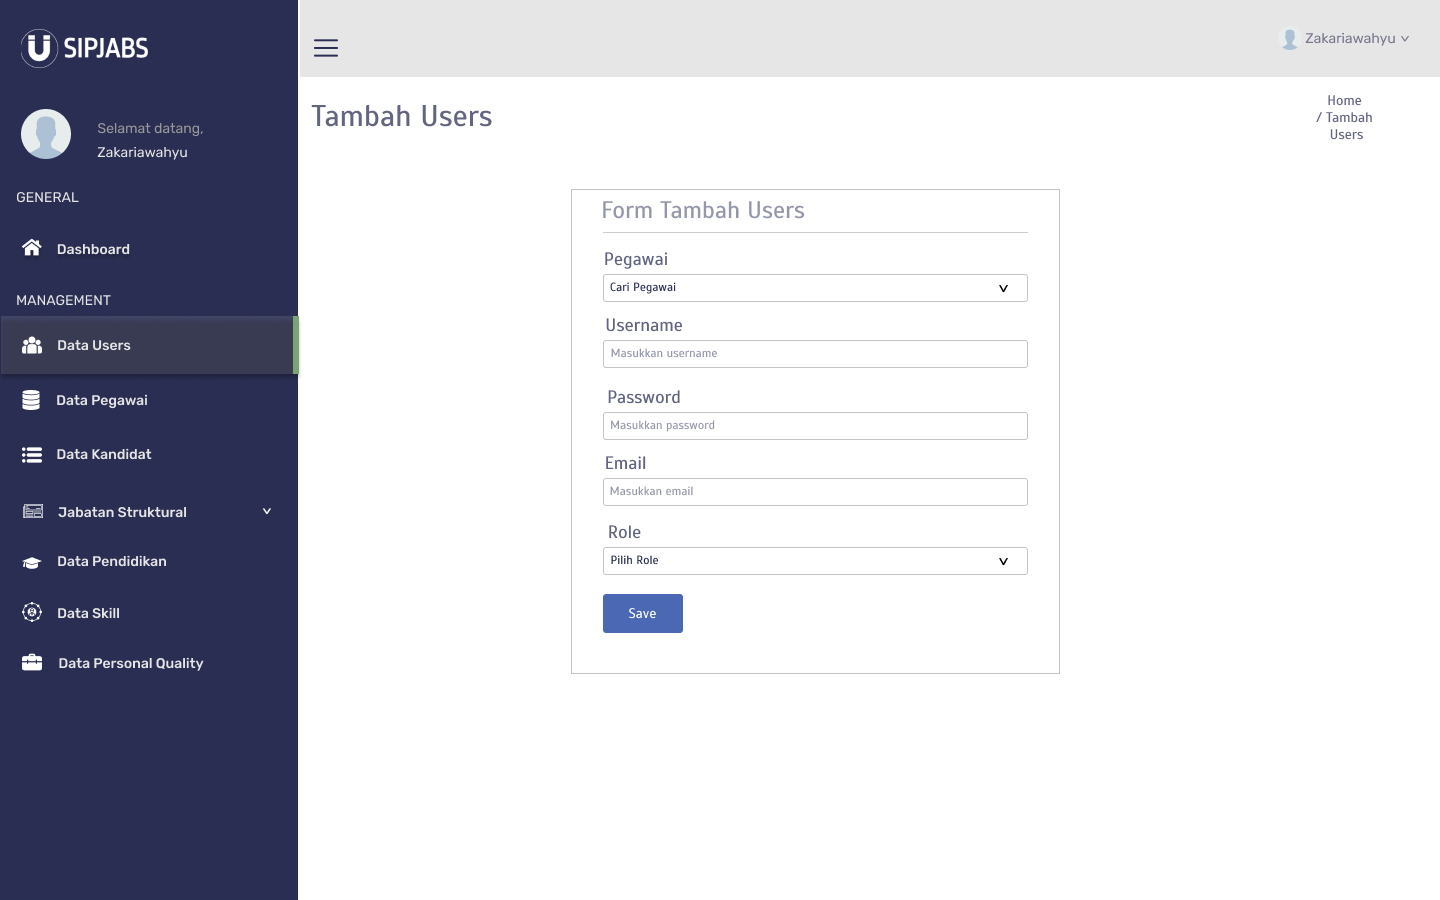 SIPJABS
Selamat datang,
Zakariawahyu
GENERAL
Dashboard
MANAGEMENT
Data Users
Data Pegawai
Data Kandidat
Jabatan Struktural
Data Pendidikan
Data Skill
Data Personal Quality
Zakariawahyu
Tambah Users
Home
/ Tambah
Users
Form Tambah Users
Pegawai
Cari Pegawai
Username
Masukkan username
Password
Masukkan password
Email
Masukkan email
Role
Pilih Role
Save